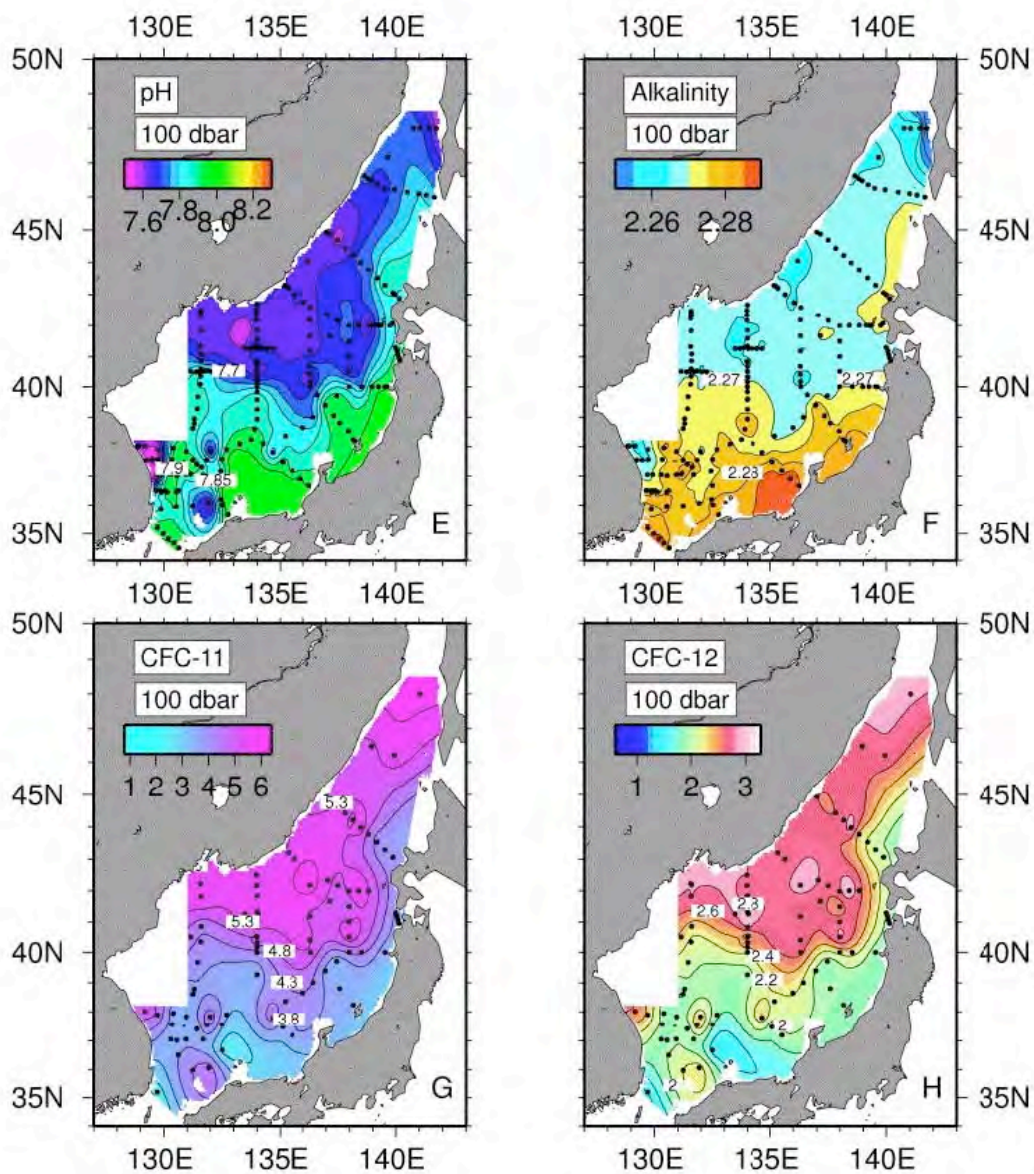 130E 135E 140E 130E 135E 140E
50N 50N
pH Alkalinity
100 dbar 100 dbar
7.6 7.8 8.0 8.2 2.26 2.28
45N 45N
7.7 2.27 2.27
40N 40N
7.9 7.85 2.28
35N E F 35N
130E 135E 140E 130E 135E 140E
50N 50N
CFC-11 CFC-12
100 dbar 100 dbar
1 2 3 4 5 6 1 2 3
45N 5.3 45N
5.3 2.6 2.8
40N 4.8 2.4 40N
4.3 2.2
3.8 2
2
35N G H 35N
130E 135E 140E 130E 135E 140E